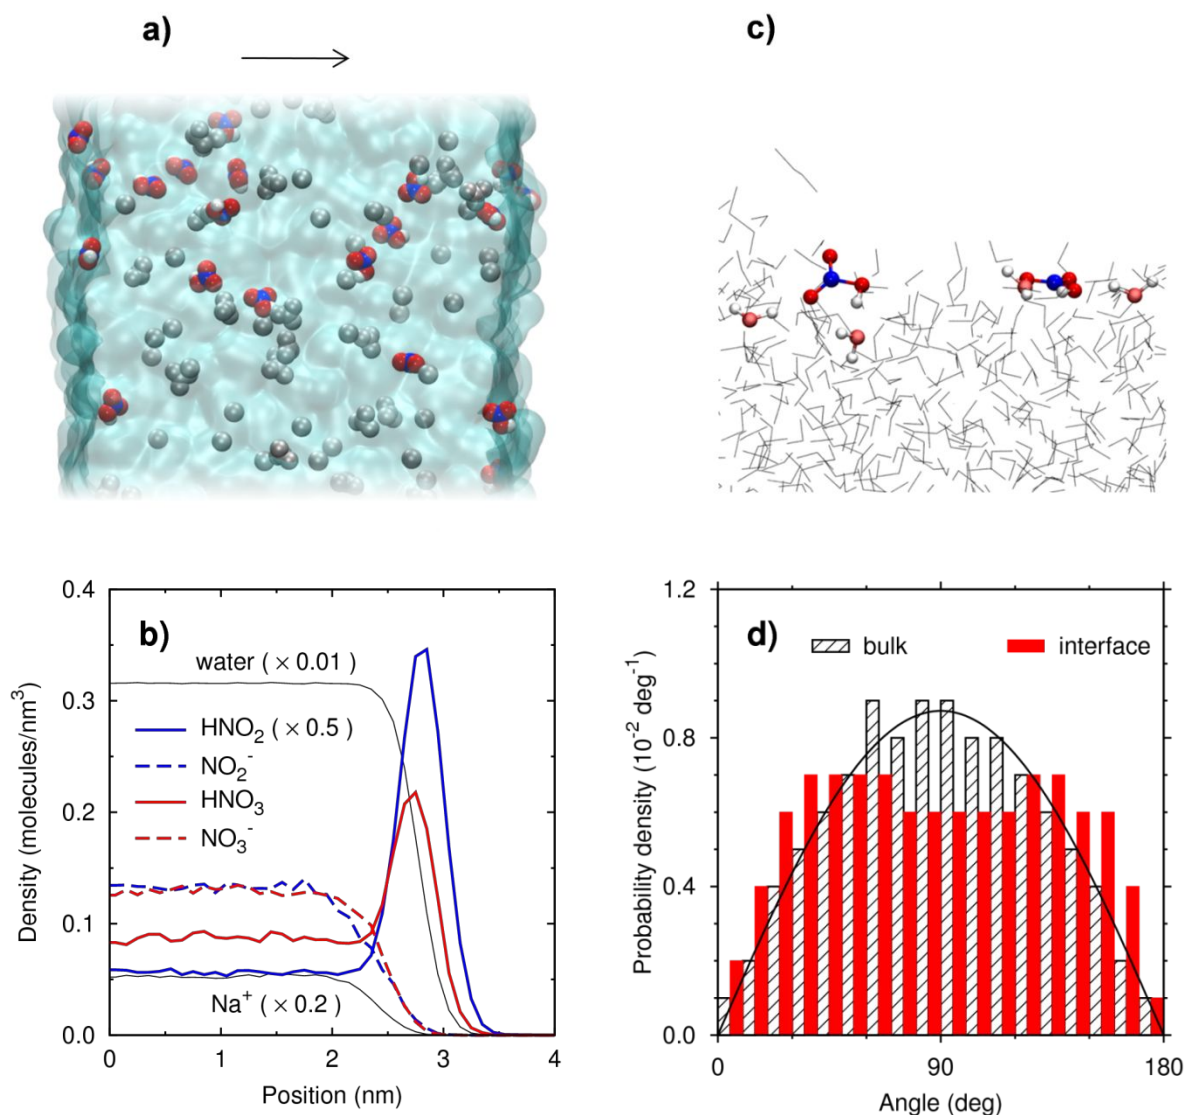 a)
c)
b)
0.4
0.3
0.2
0.1
0.0
Density (molecules/nm³)
water ( × 0.01 )
HNO₂ ( × 0.5 )
NO₂⁻
HNO₃
NO₃⁻
Na⁺ ( × 0.2 )
0 1 2 3 4
Position (nm)
d)
1.2
0.8
0.4
0.0
Probability density (10⁻² deg⁻¹)
bulk interface
0 90 180
Angle (deg)